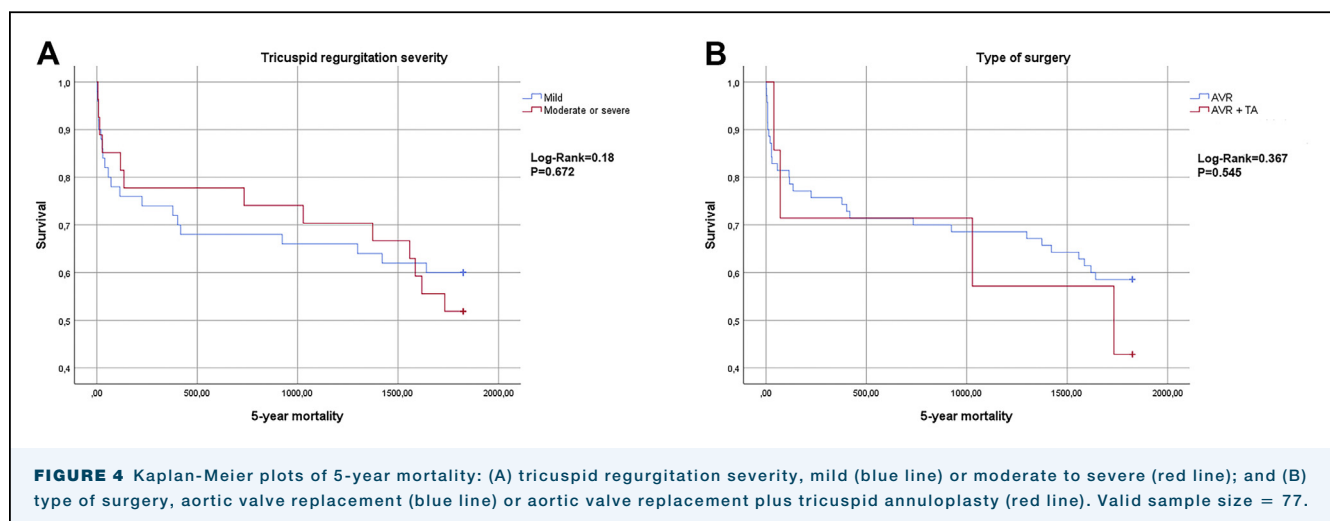 A
Tricuspid regurgitation severity
1,0
0,9
0,8
0,7
0,6
0,5
0,4
Survival
,00
500,00
1000,00
1500,00
2000,00
5-year mortality
Mild
Moderate or severe
Log-Rank=0.18
P=0.672
B
Type of surgery
1,0
0,9
0,8
0,7
0,6
0,5
0,4
Survival
,00
500,00
1000,00
1500,00
2000,00
5-year mortality
AVR
AVR + TA
Log-Rank=0.367
P=0.545
FIGURE 4 Kaplan-Meier plots of 5-year mortality: (A) tricuspid regurgitation severity, mild (blue line) or moderate to severe (red line); and (B)
type of surgery, aortic valve replacement (blue line) or aortic valve replacement plus tricuspid annuloplasty (red line). Valid sample size = 77.